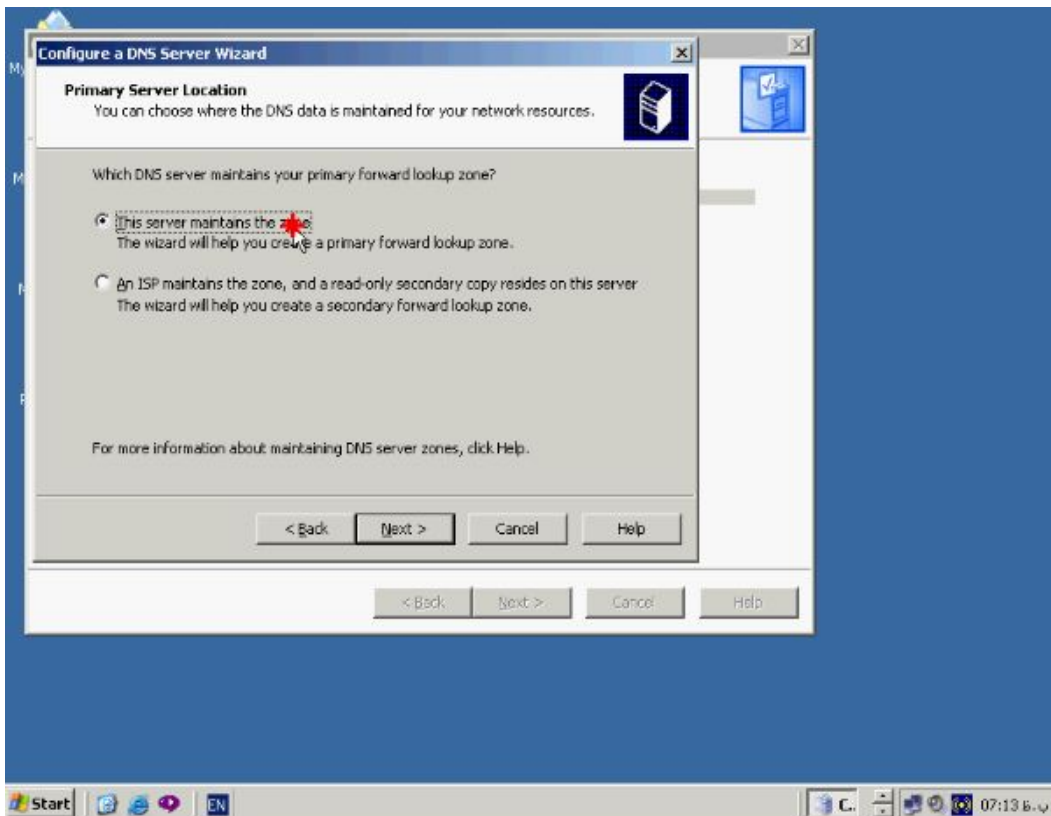 Configure a DNS Server Wizard
Primary Server Location
You can choose where the DNS data is maintained for your network resources.
Which DNS server maintains your primary forward lookup zone?
This server maintains the zone
The wizard will help you create a primary forward lookup zone.
An ISP maintains the zone, and a read-only secondary copy resides on this server
The wizard will help you create a secondary forward lookup zone.
For more information about maintaining DNS server zones, click Help.
< Back Next > Cancel Help
< Back Next > Cancel Help
Start EN C.. 07:13 ب.ظ